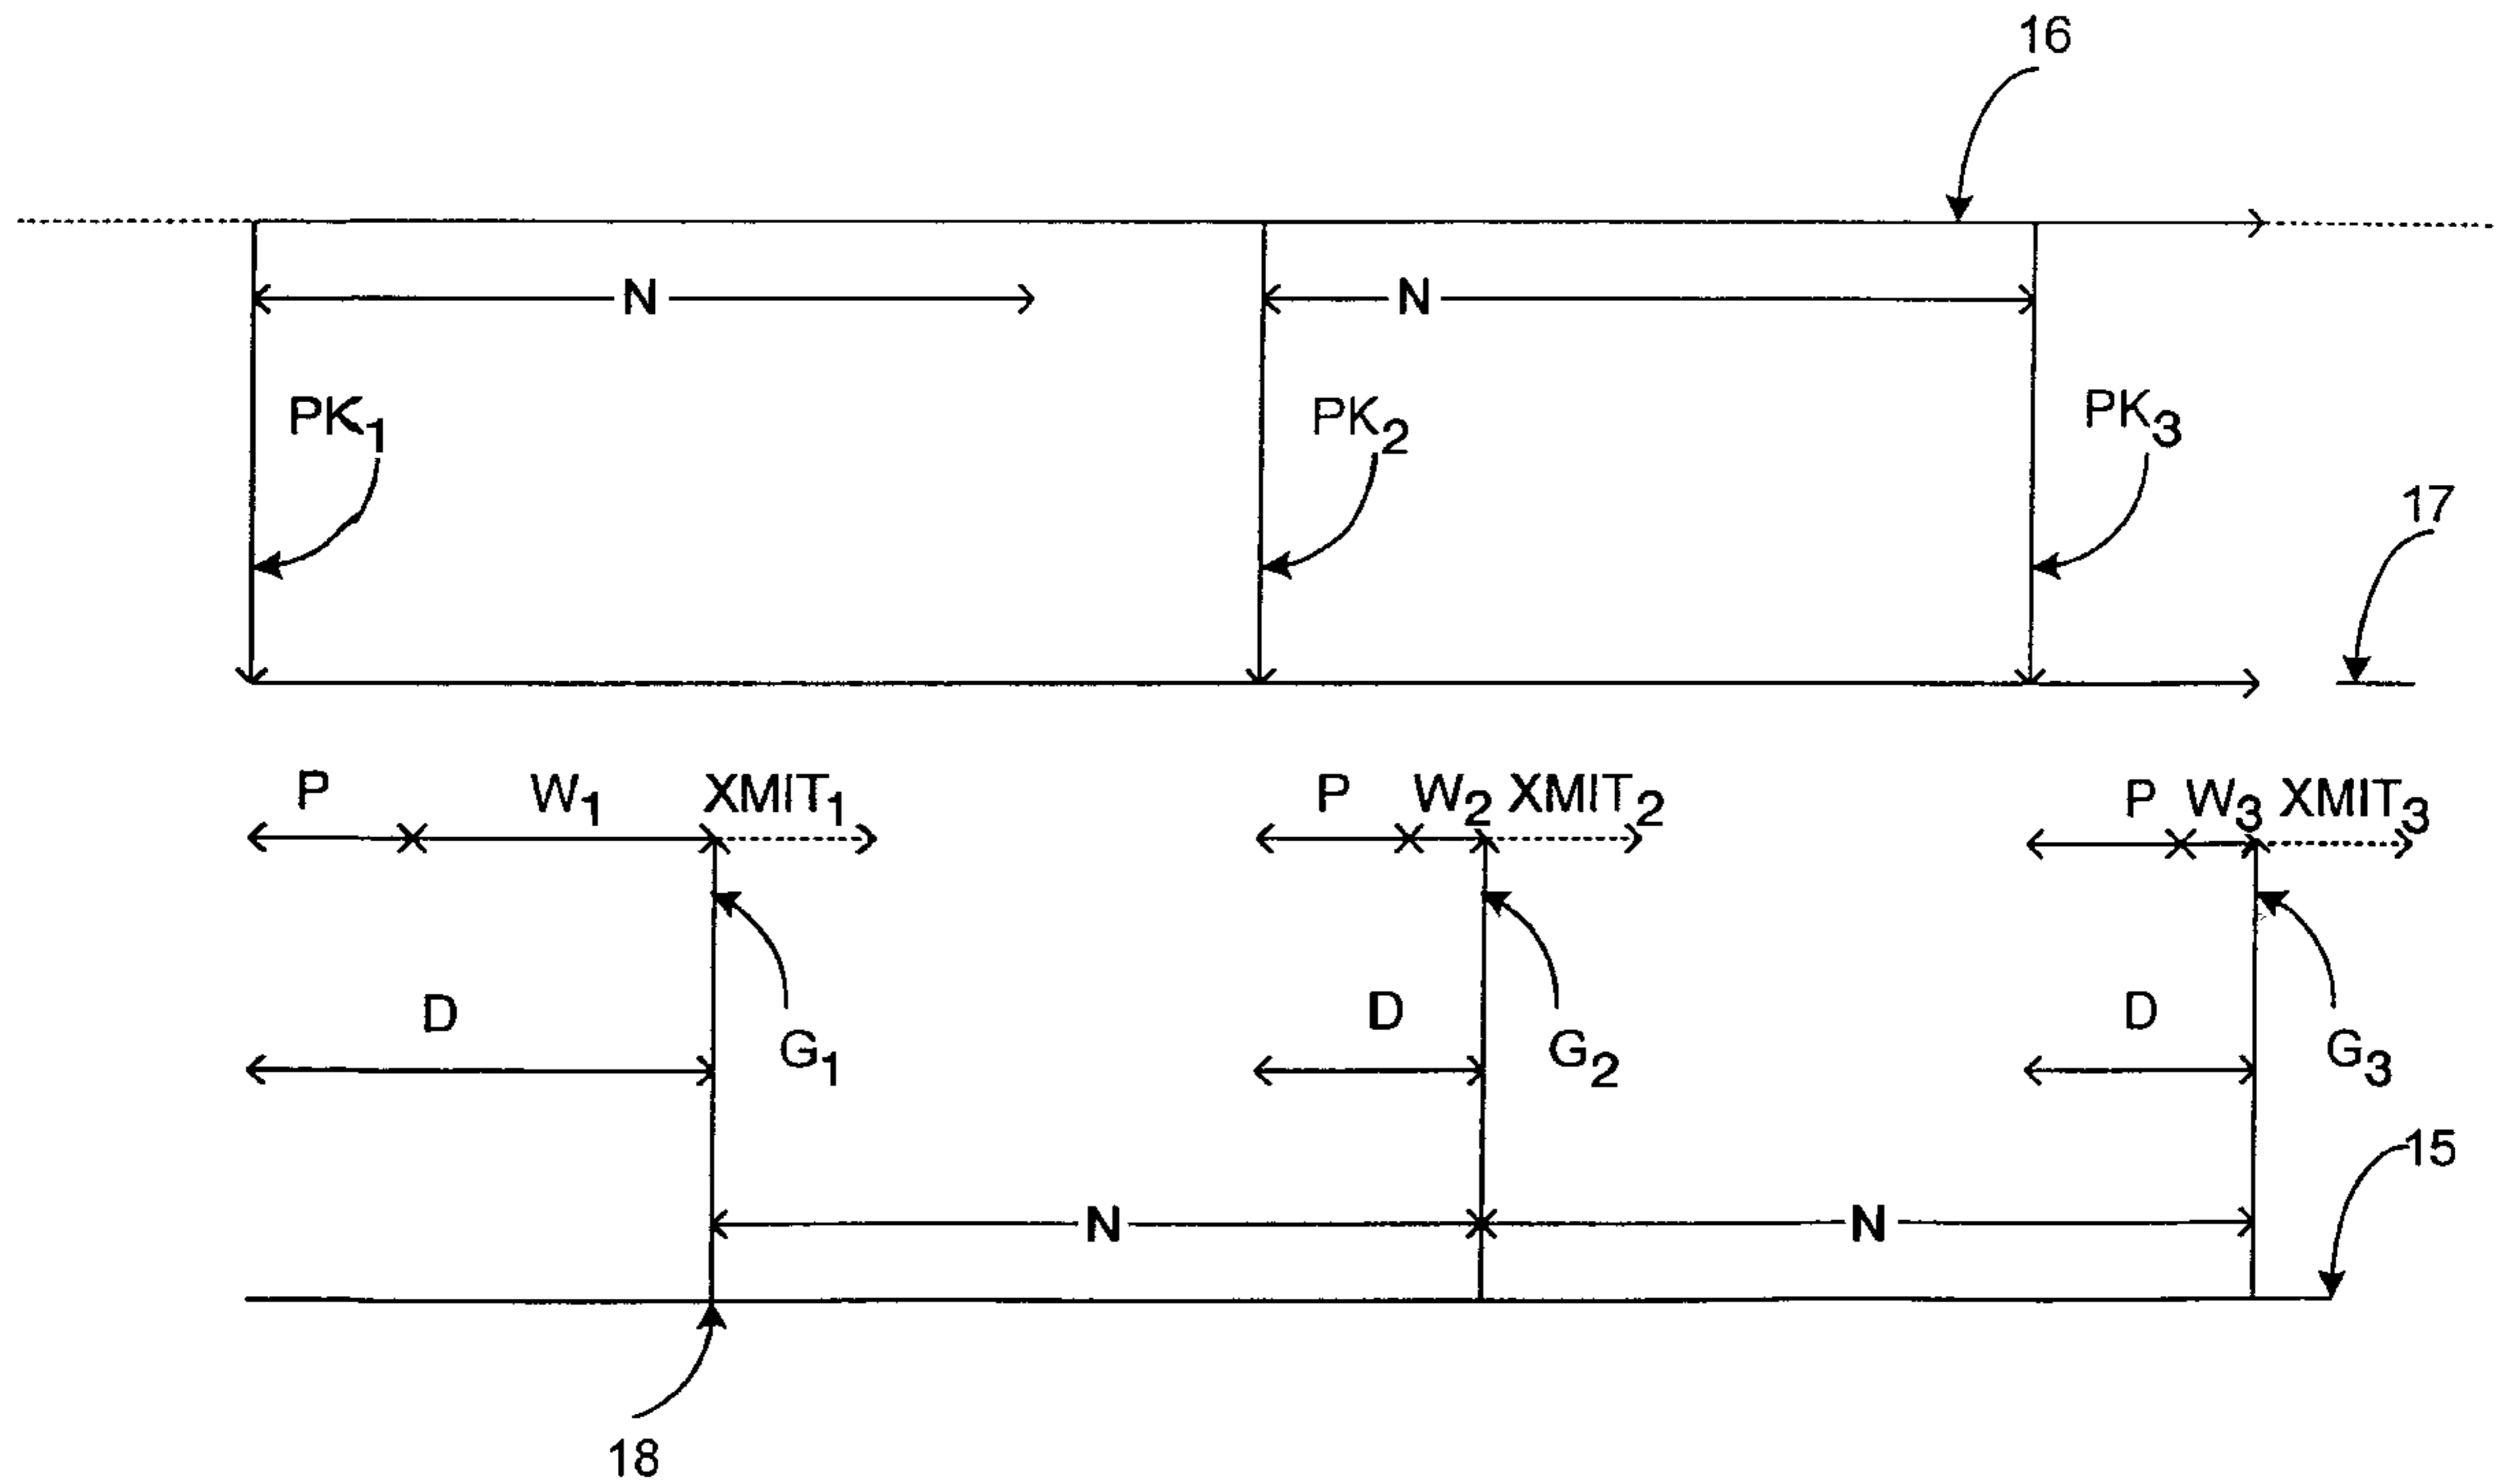 16
N N
PK1 PK2 PK3
17
P W1 XMIT1 P W2 XMIT2 P W3 XMIT3
D D D
G1 G2 G3
15
N N
18